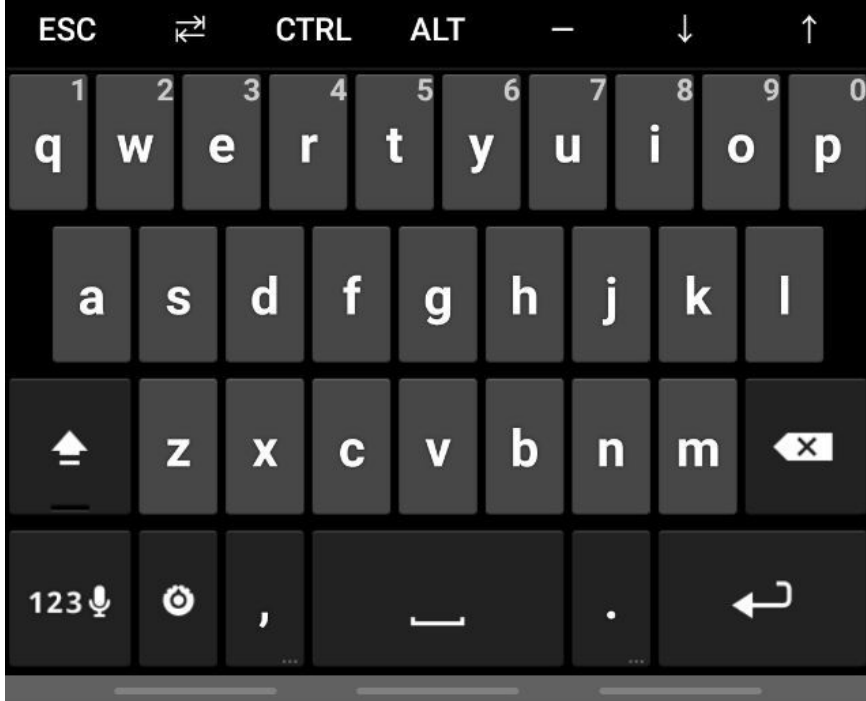 ESC CTRL ALT – ↓ ↑
1 2 3 4 5 6 7 8 9 0
q w e r t y u i o p
a s d f g h j k l
z x c v b n m
123 , .